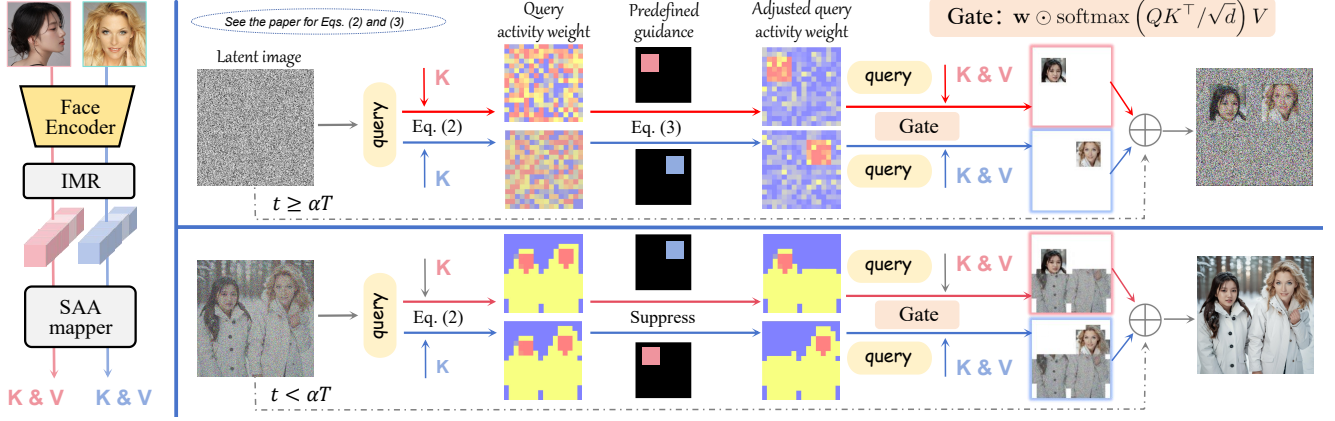 See the paper for Eqs. (2) and (3)
Query
activity weight
Predefined
guidance
Adjusted query
activity weight
Gate: w ⊙ softmax (QK⊤/√d) V
Latent image
Face
Encoder
IMR
SAA
mapper
K & V
K & V
query
K
Eq. (2)
K
Eq. (3)
query
K & V
Gate
query
K & V
t ≥ αT
query
K
Eq. (2)
K
Suppress
query
K & V
Gate
query
K & V
t < αT